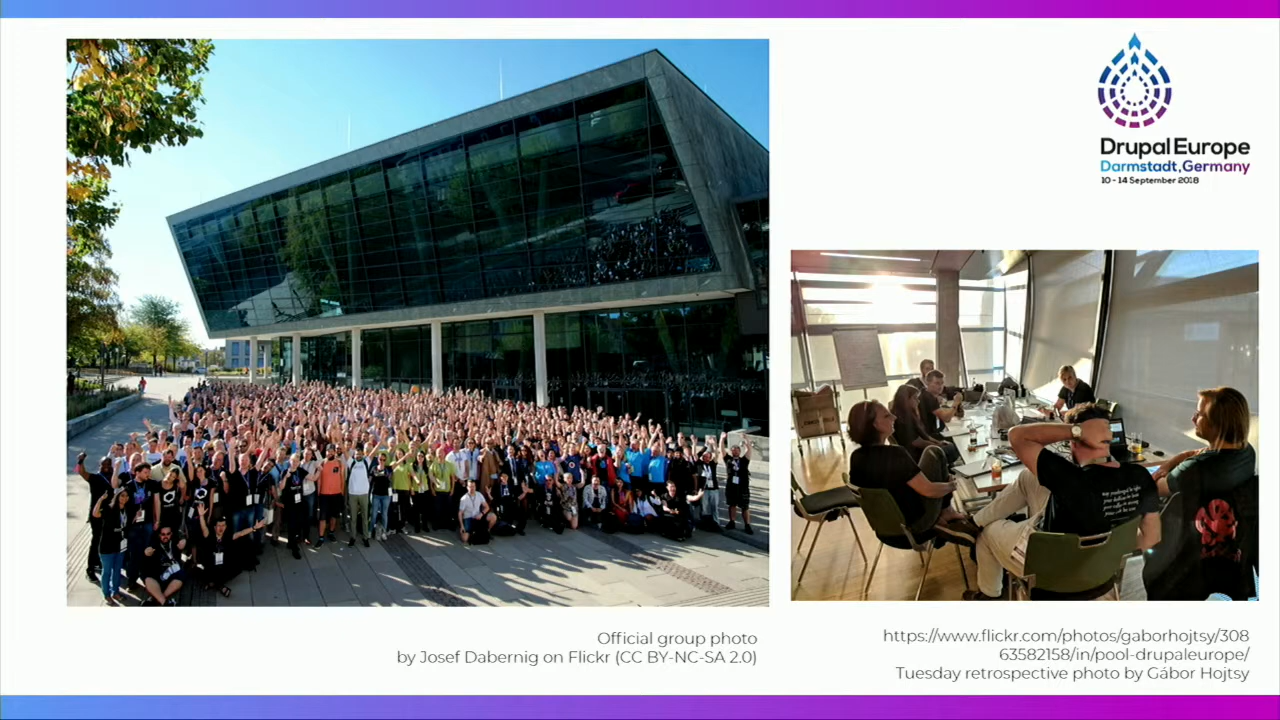 Drupal Europe
Darmstadt, Germany
10 - 14 September 2018
Official group photo
by Josef Dabernig on Flickr (CC BY-NC-SA 2.0)
https://www.flickr.com/photos/gaborhojtsy/308
63582158/in/pool-drupaleurope/
Tuesday retrospective photo by Gábor Hojtsy